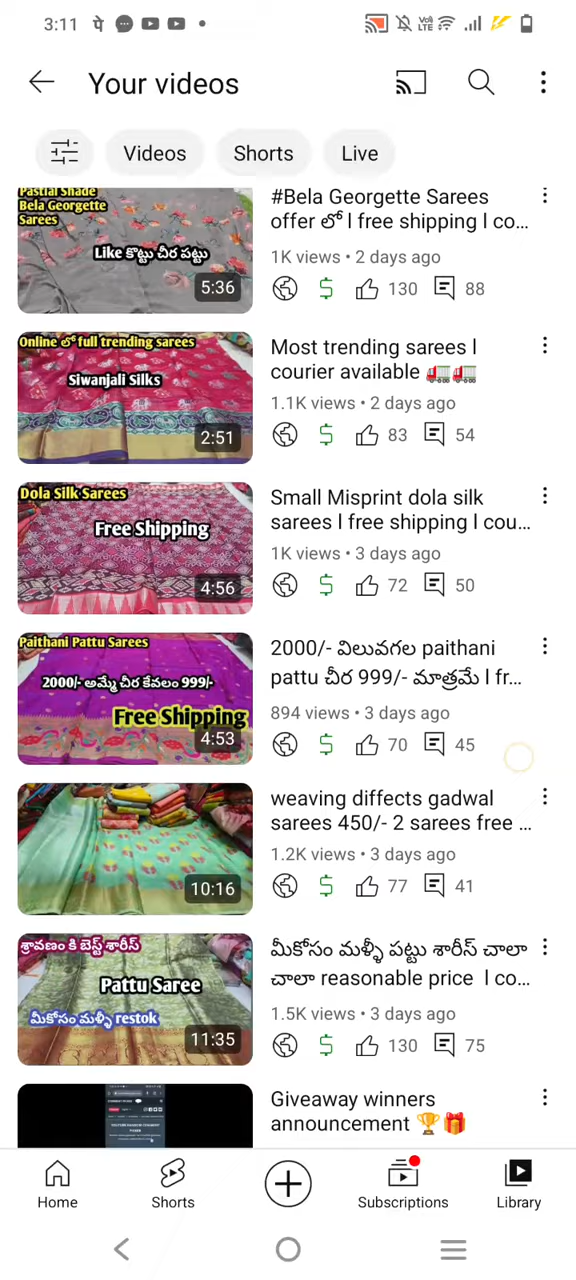 3:11
Your videos
Videos
Shorts
Live
Pastial Shade
Bela Georgette
Sarees
Like కొట్టు చీర పట్టు
5:36
#Bela Georgette Sarees
offer లో l free shipping l co...
1K views • 2 days ago
130
88
Online లో full trending sarees
Siwanjali Silks
2:51
Most trending sarees l
courier available 🚛🚛
1.1K views • 2 days ago
83
54
Dola Silk Sarees
Free Shipping
4:56
Small Misprint dola silk
sarees l free shipping l cou...
1K views • 3 days ago
72
50
Paithani Pattu Sarees
2000/- అమ్మే చీర కేవలం 999/-
Free Shipping
4:53
2000/- విలువగల paithani
pattu చీర 999/- మాత్రమే l fr...
894 views • 3 days ago
70
45
10:16
weaving diffects gadwal
sarees 450/- 2 sarees free ...
1.2K views • 3 days ago
77
41
శ్రావణం కి బెస్ట్ శారీస్
Pattu Saree
మీకోసం మళ్ళీ restok
11:35
మీకోసం మళ్ళీ పట్టు శారీస్ చాలా
చాలా reasonable price l co...
1.5K views • 3 days ago
130
75
Giveaway winners
announcement 🏆🎁
Home
Shorts
Subscriptions
Library